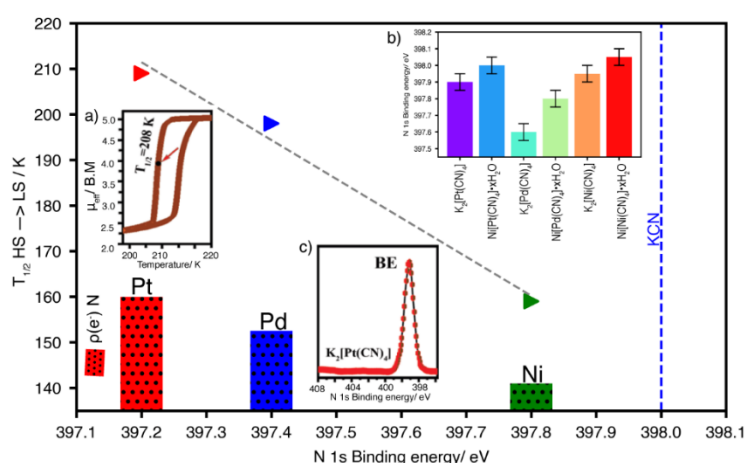 T1/2 HS —> LS / K
220
210
200
195
190
180
170
160
150
140
397.1
397.2
397.3
397.4
397.5
397.6
397.7
397.8
397.9
398.0
398.1
N 1s Binding energy/ eV
ρ(e-) N
Pt
Pd
Ni
KCN
a)
μeff/ B.M
5.0
4.5
4.0
3.5
3.0
2.5
2.0
T1/2=208 K
200
210
220
Temperature/ K
b)
N 1s Binding energy/ eV
398.2
398.1
398.0
397.9
397.8
397.7
397.6
397.5
K2[Pt(CN)4]
Ni[Pt(CN)4]·xH2O
K2[Pd(CN)4]
Ni[Pd(CN)4]·xH2O
K2[Ni(CN)4]
Ni[Ni(CN)4]·xH2O
c)
BE
K2[Pt(CN)4]
408
404
400
398
N 1s Binding energy/ eV